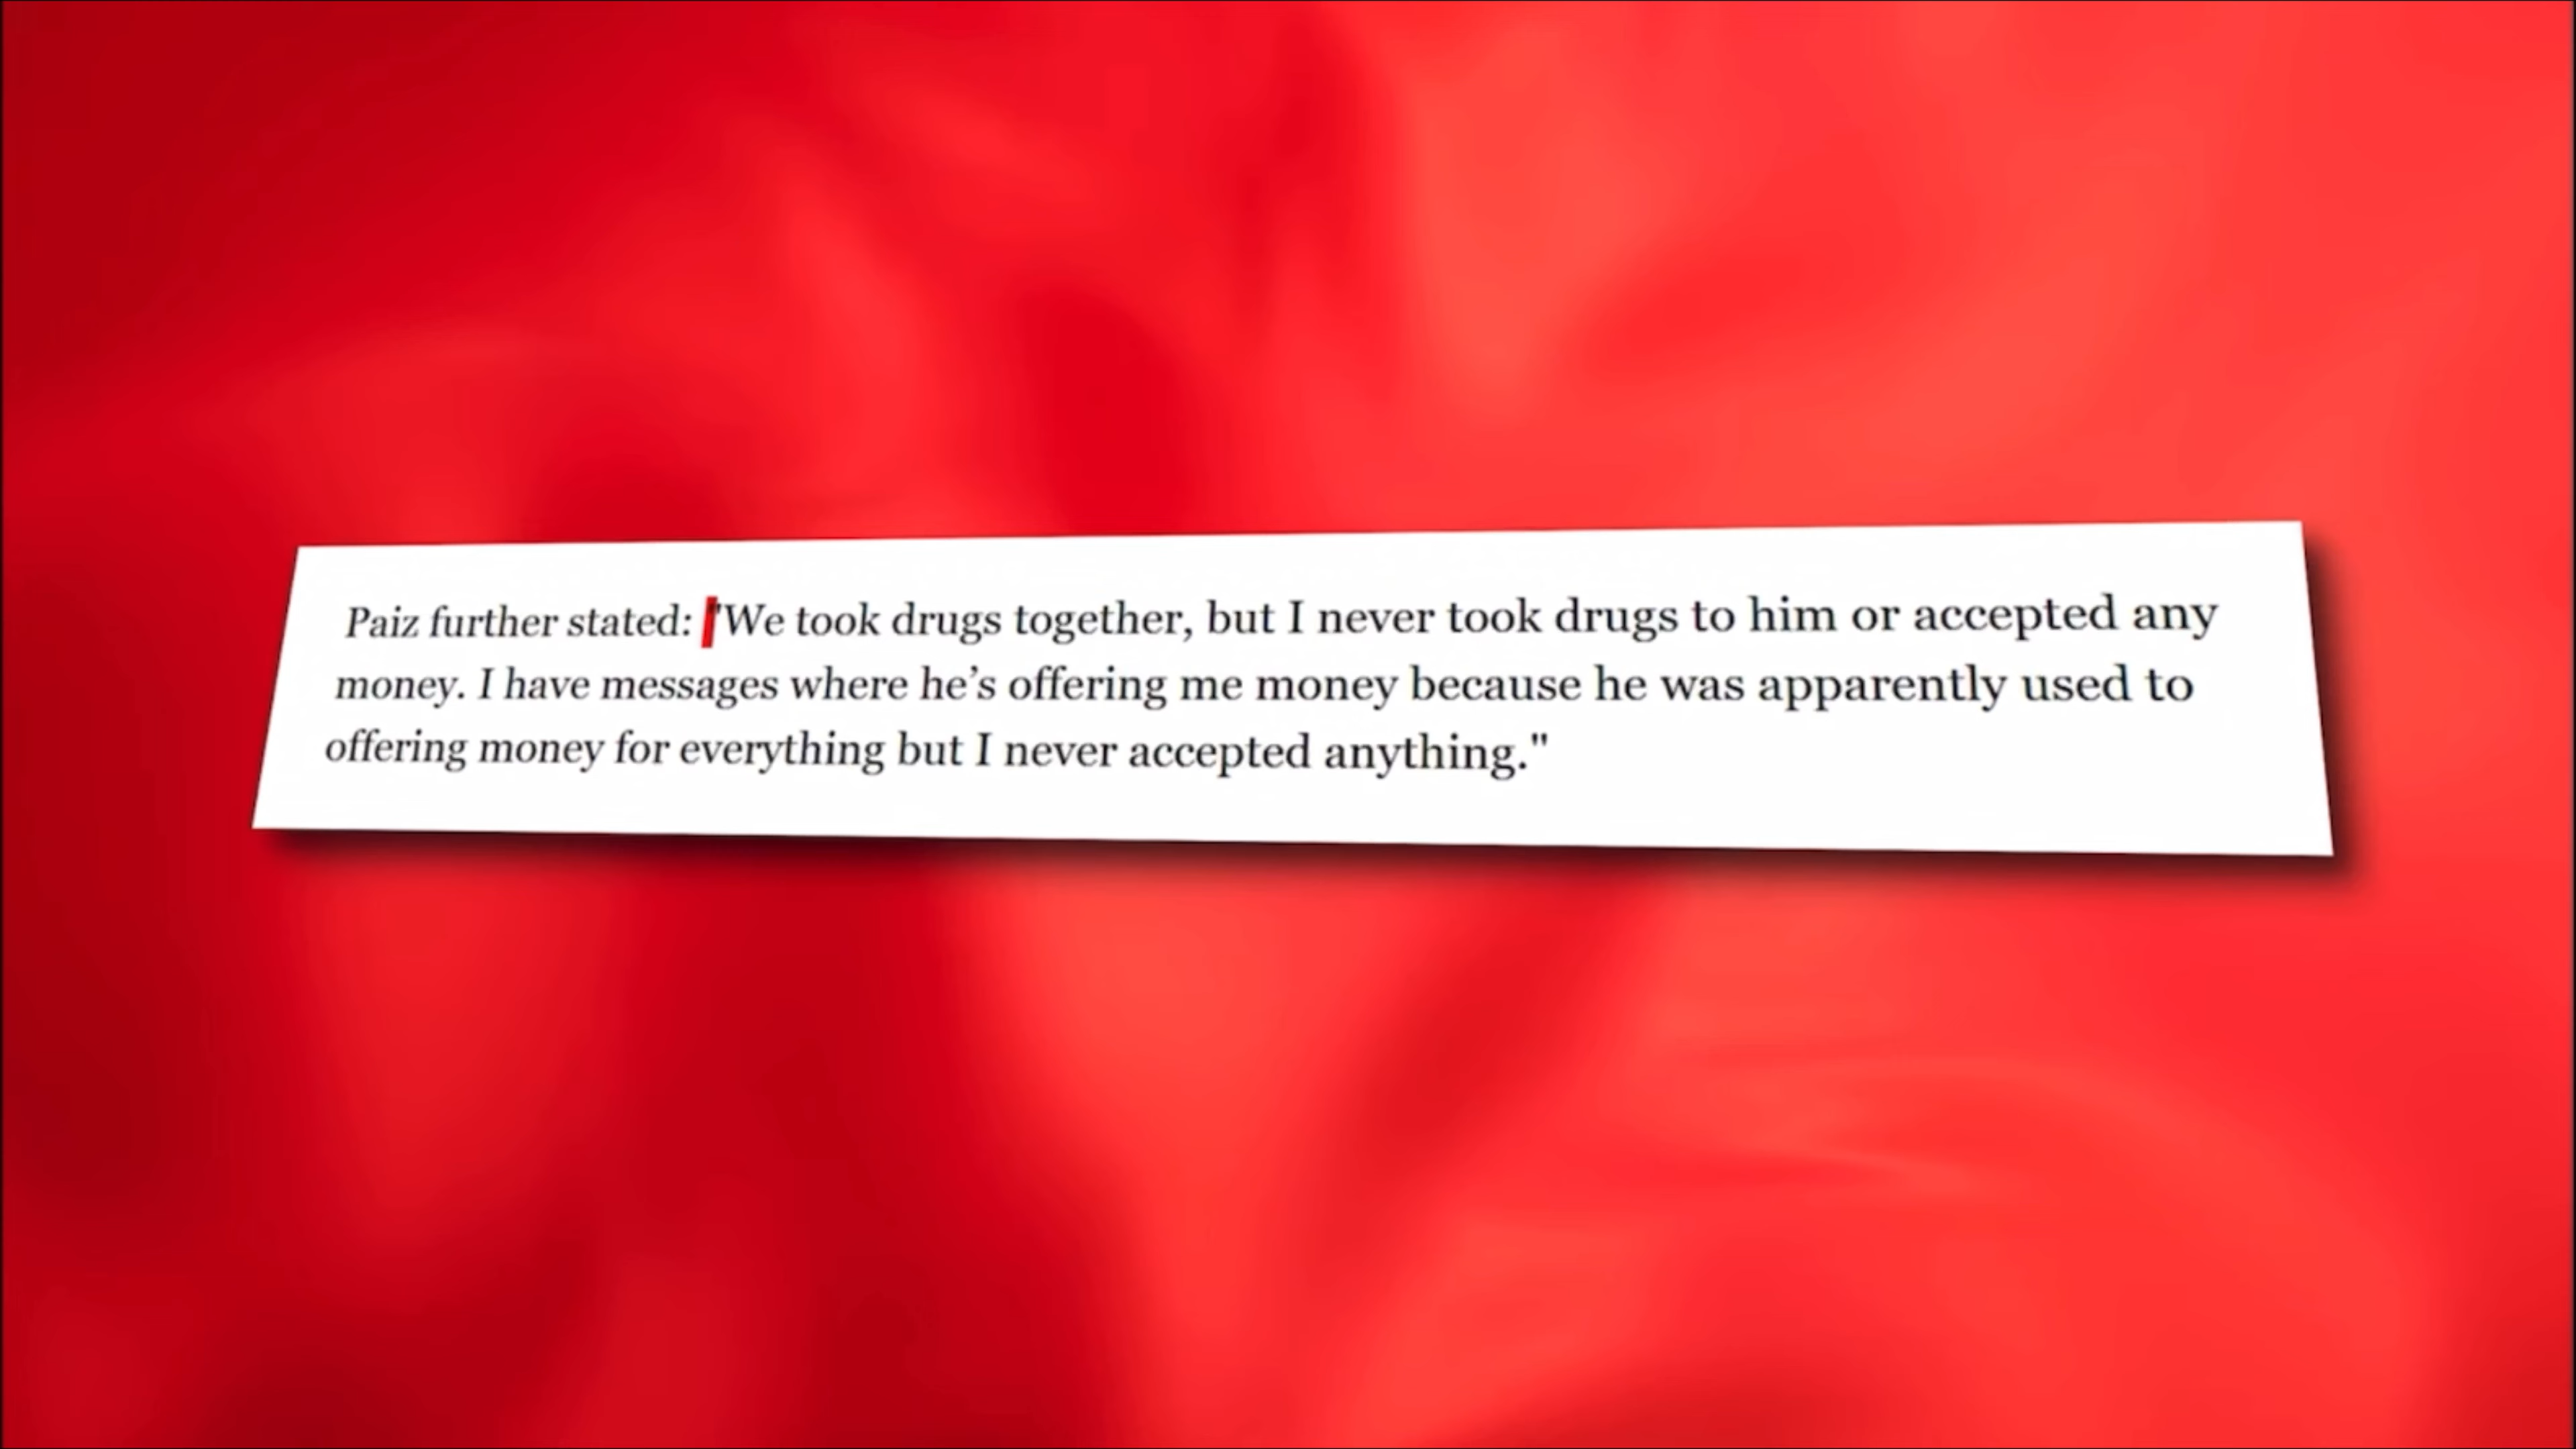 Paiz further stated: "We took drugs together, but I never took drugs to him or accepted any
money. I have messages where he’s offering me money because he was apparently used to
offering money for everything but I never accepted anything."